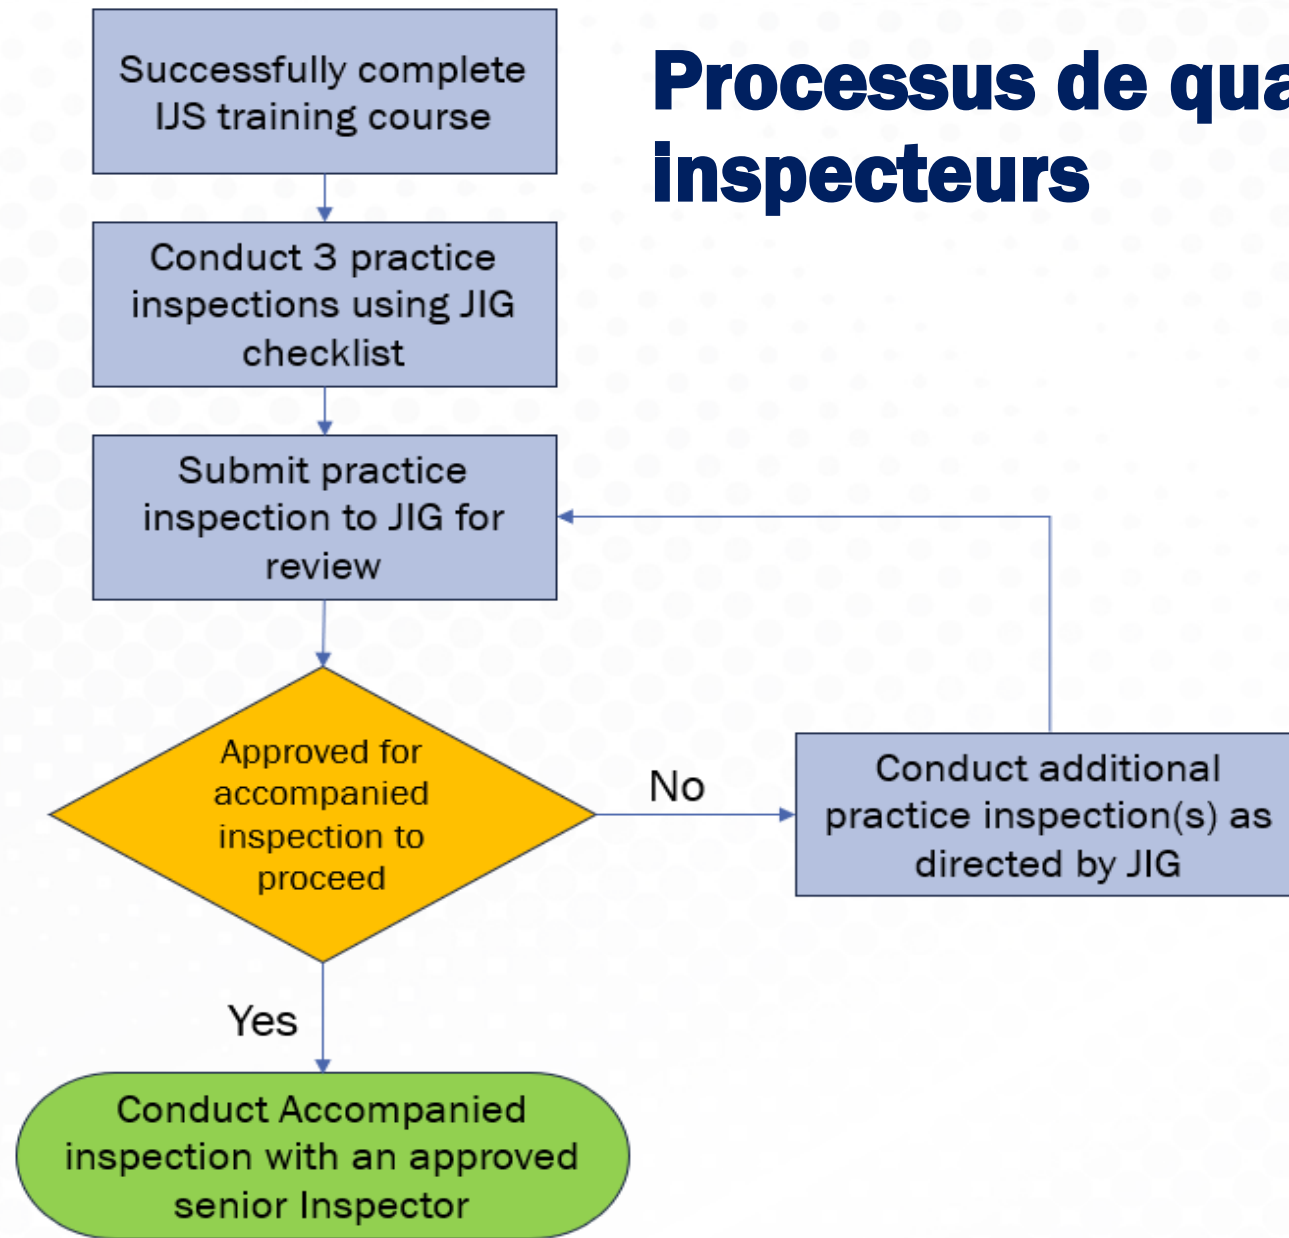 Processus de qua
inspecteurs
Successfully complete
IJS training course
Conduct 3 practice
inspections using JIG
checklist
Submit practice
inspection to JIG for
review
Approved for
accompanied
inspection to
proceed
No
Conduct additional
practice inspection(s) as
directed by JIG
Yes
Conduct Accompanied
inspection with an approved
senior Inspector